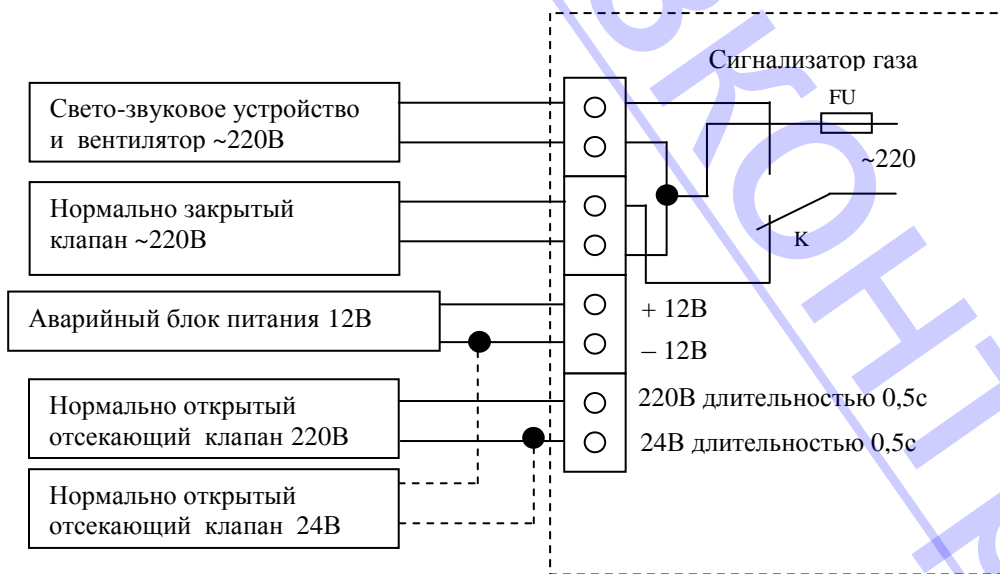 Сигнализатор газа
FU
~220
K
Свето-звуковое устройство
и вентилятор ~220В
Нормально закрытый
клапан ~220В
Аварийный блок питания 12В
+ 12В
– 12В
Нормально открытый
отсекающий клапан 220В
220В длительностью 0,5с
24В длительностью 0,5с
Нормально открытый
отсекающий клапан 24В